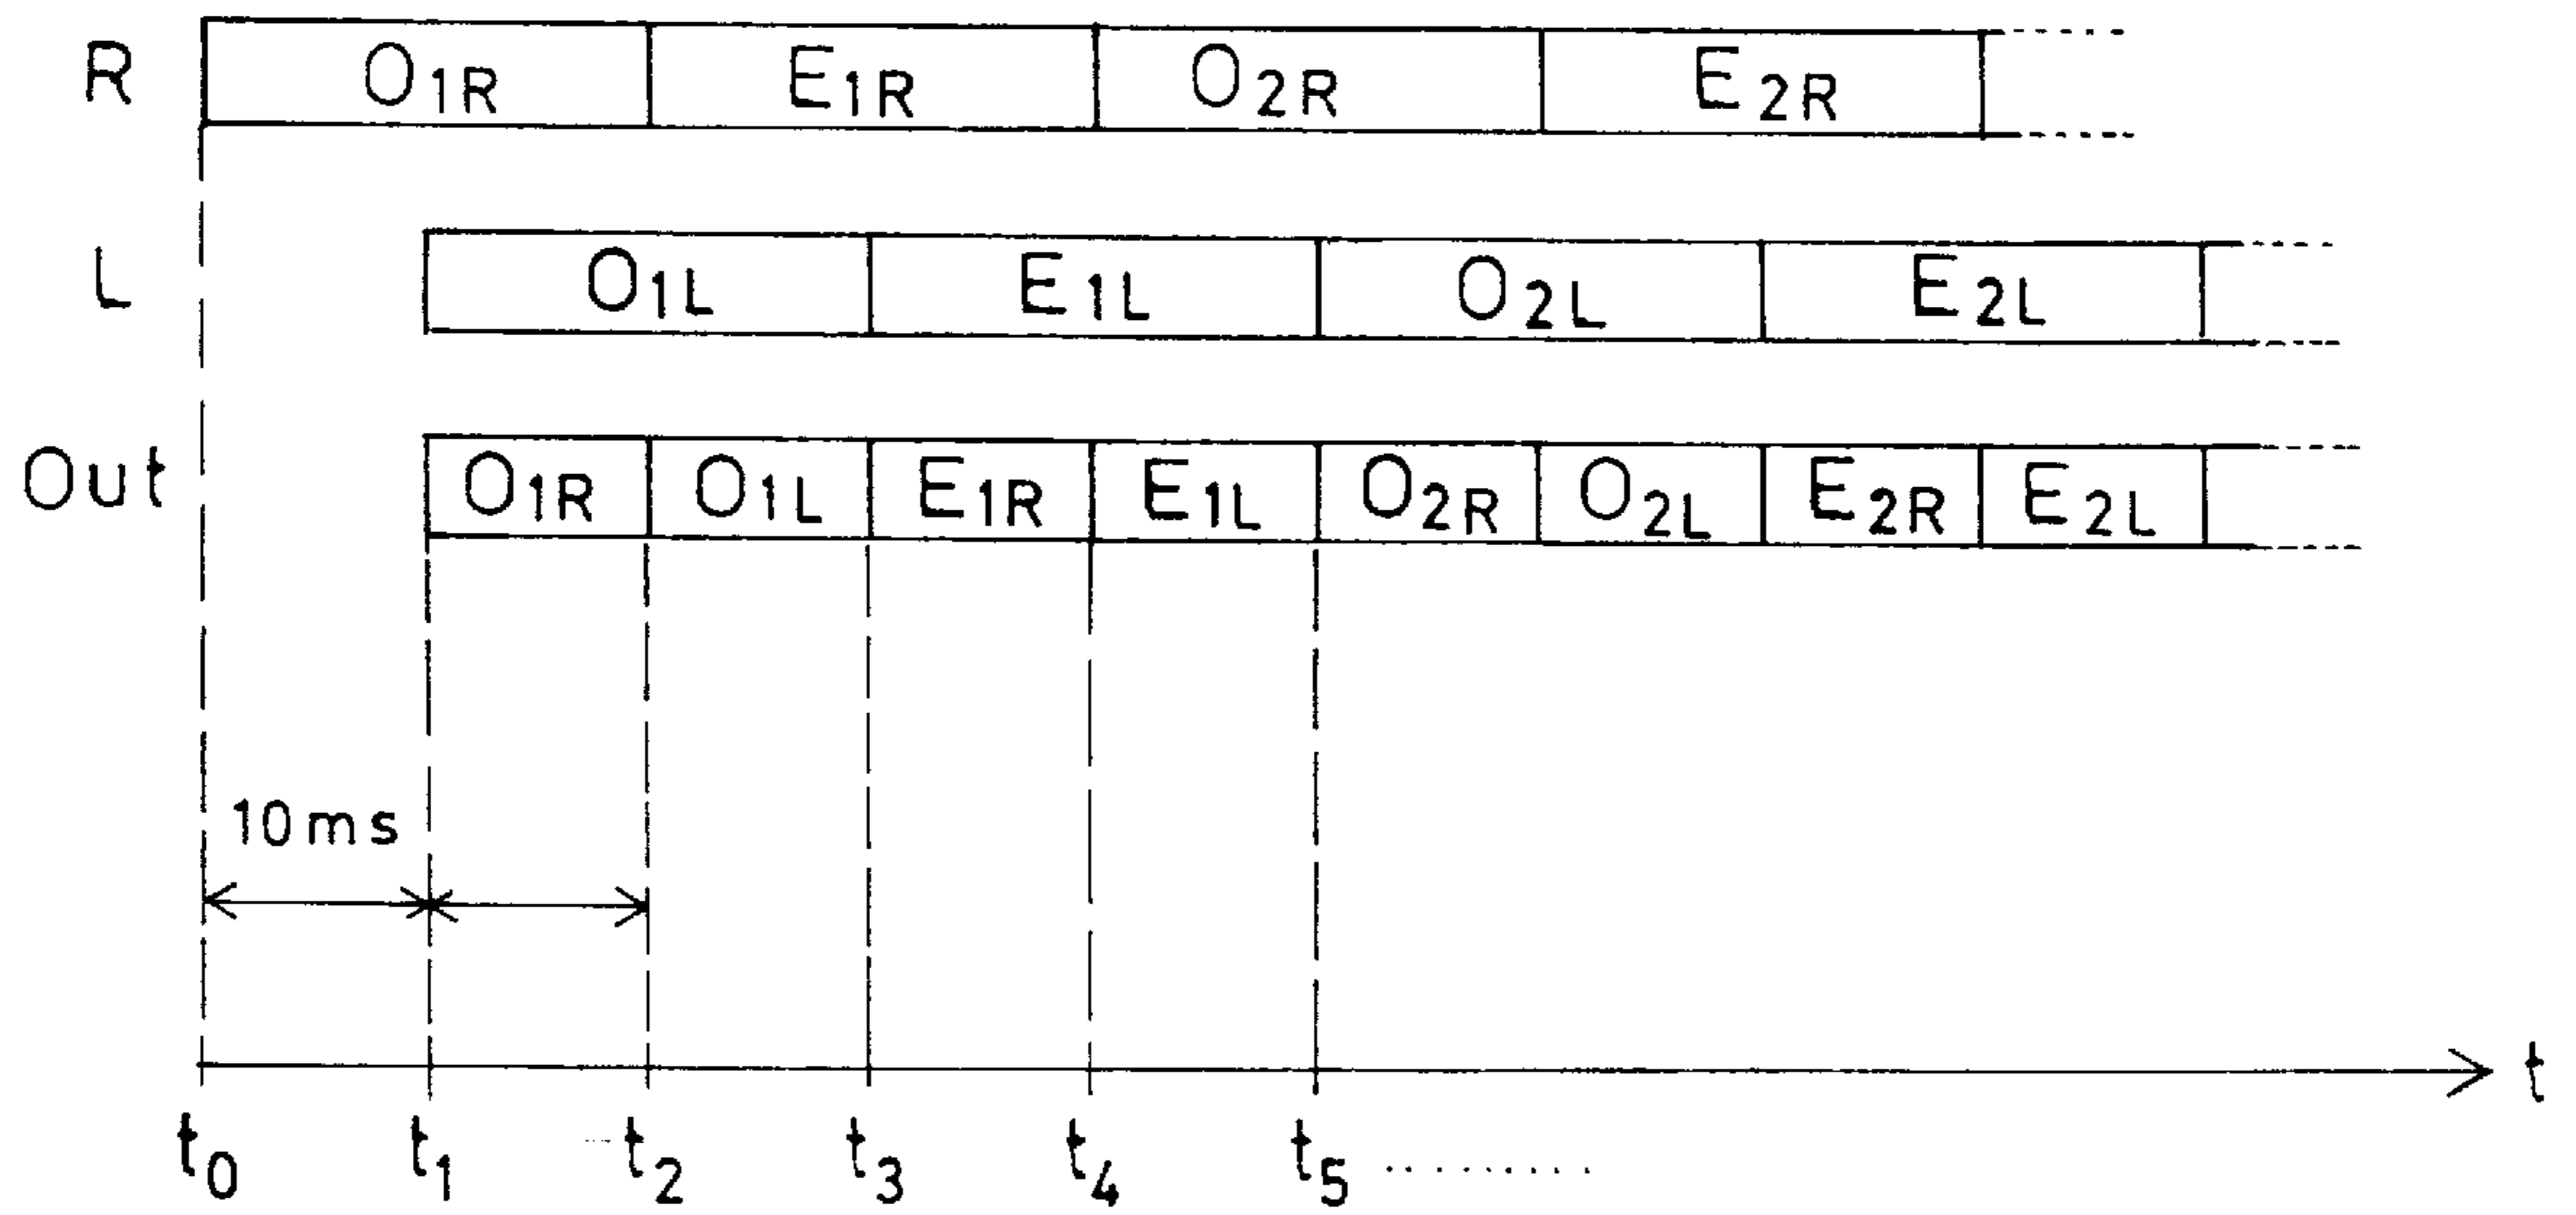 R O1R E1R O2R E2R
L O1L E1L O2L E2L
Out O1R O1L E1R E1L O2R O2L E2R E2L
10ms
t
t0 t1 t2 t3 t4 t5 .........